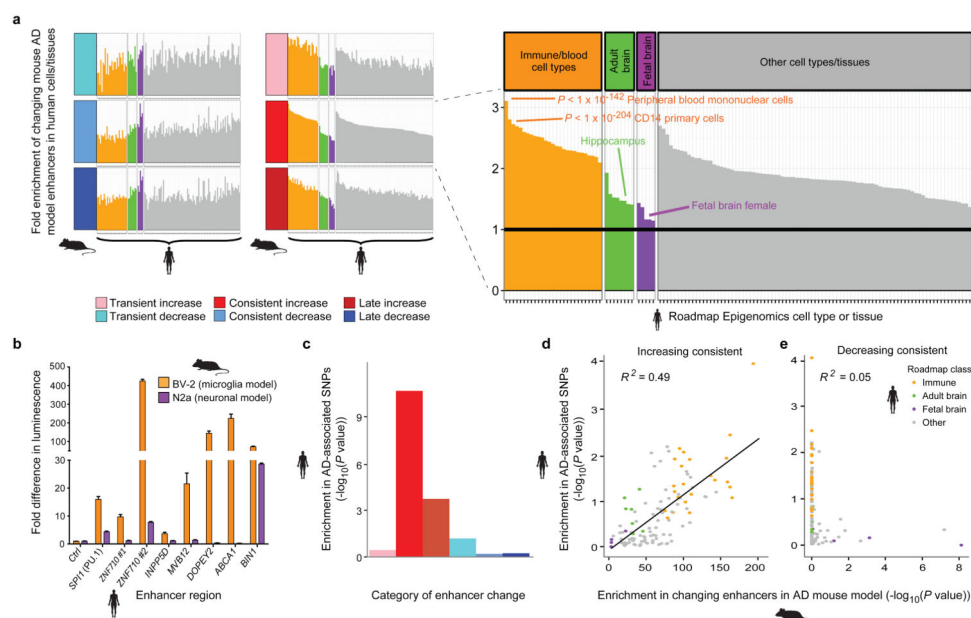 a
Fold enrichment of changing mouse AD
model enhancers in human cells/tissues
Immune/blood
cell types
Adult
brain
Fetal brain
Other cell types/tissues
P < 1 x 10-142 Peripheral blood mononuclear cells
P < 1 x 10-204 CD14 primary cells
Hippocampus
Fetal brain female
3
2
1
0
Roadmap Epigenomics cell type or tissue
Transient increase
Consistent increase
Late increase
Transient decrease
Consistent decrease
Late decrease
b
Fold difference in luminescence
500
400
300
200
100
50
30
20
10
0
BV-2 (microglia model)
N2a (neuronal model)
Ctrl
SPI1 (PU.1)
ZNF710 #1
ZNF710 #2
INPP5D
MVB12
DOPEY2
ABCA1
BIN1
Enhancer region
c
Enrichment in AD-associated SNPs
(-log10(P value))
9
6
3
0
Category of enhancer change
d
Increasing consistent
R2 = 0.49
Enrichment in AD-associated SNPs
(-log10(P value))
4
3
2
1
0
0
50
100
150
200
e
Decreasing consistent
R2 = 0.05
Roadmap class
Immune
Adult brain
Fetal brain
Other
4
3
2
1
0
0
2
4
6
8
Enrichment in changing enhancers in AD mouse model (-log10(P value))